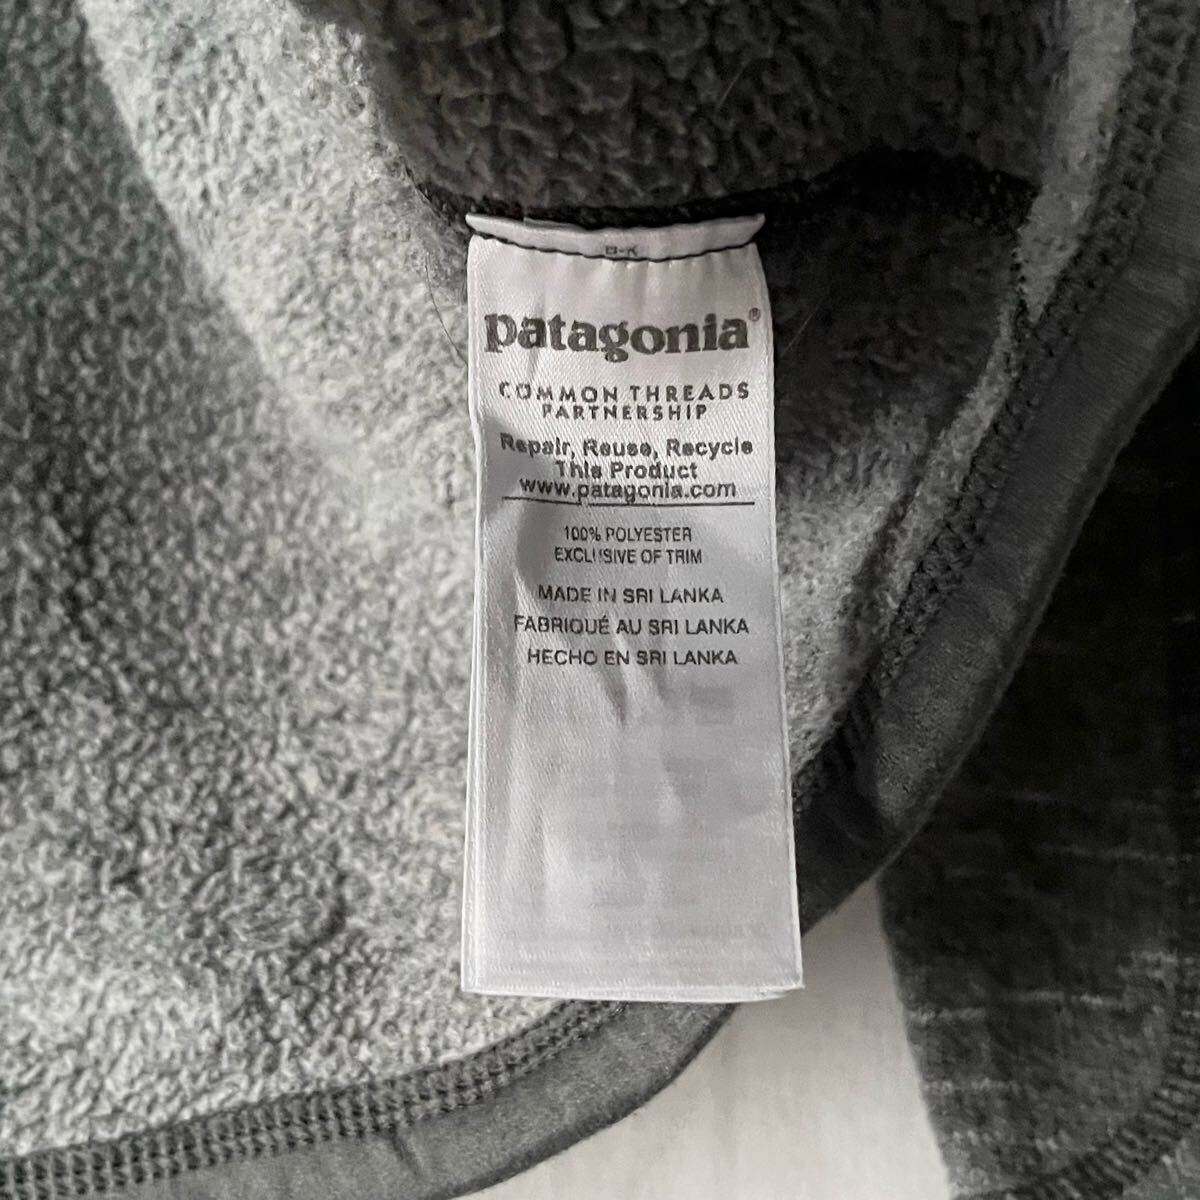 patagonia®
COMMON THREADS
PARTNERSHIP
Repair, Reuse, Recycle
This Product
www.patagonia.com
100% POLYESTER
EXCLUSIVE OF TRIM
MADE IN SRI LANKA
FABRIQUÉ AU SRI LANKA
HECHO EN SRI LANKA